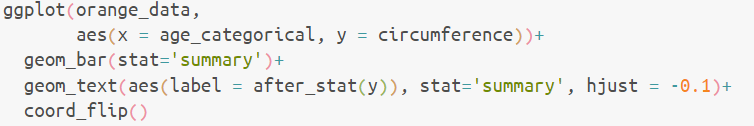 ggplot(orange_data,
       aes(x = age_categorical, y = circumference))+
  geom_bar(stat='summary')+
  geom_text(aes(label = after_stat(y)), stat='summary', hjust = -0.1)+
  coord_flip()